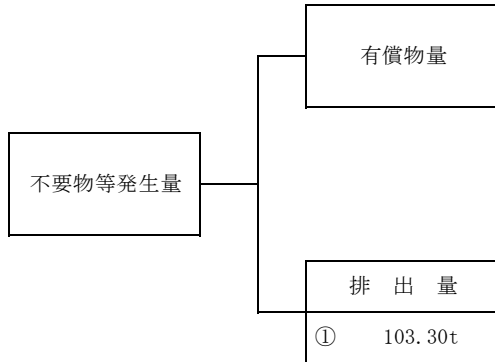 有償物量
不要物等発生量
排 出 量
① 103.30t